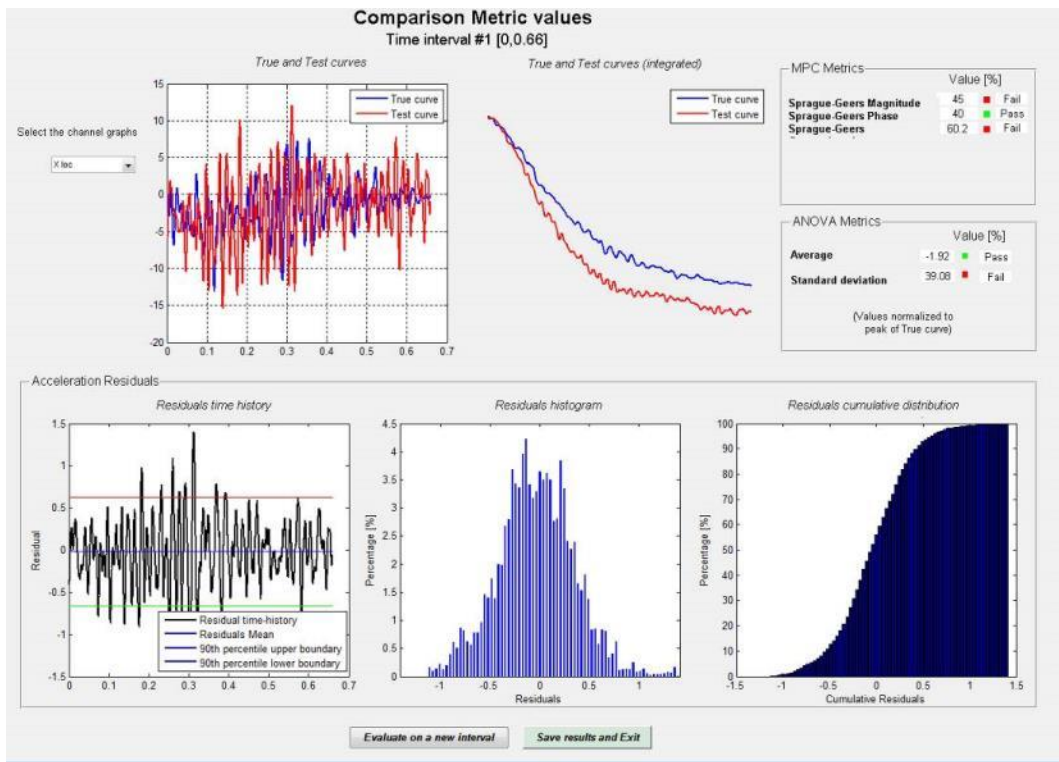 Comparison Metric values
Time interval #1 [0,0.66]
Select the channel graphs
X loc
True and Test curves
True curve
Test curve
15
10
5
0
-5
-10
-15
-20
0 0.1 0.2 0.3 0.4 0.5 0.6 0.7
True and Test curves (integrated)
True curve
Test curve
MPC Metrics
Value [%]
Sprague-Geers Magnitude 45 Fail
Sprague-Geers Phase 40 Pass
Sprague-Geers 60.2 Fail
ANOVA Metrics
Value [%]
Average -1.92 Pass
Standard deviation 39.08 Fail
(Values normalized to
peak of True curve)
Acceleration Residuals
Residuals time history
Residual
1.5
1
0.5
0
-0.5
-1
-1.5
0 0.1 0.2 0.3 0.4 0.5 0.6 0.7
Residual time-history
Residuals Mean
90th percentile upper boundary
90th percentile lower boundary
Residuals histogram
Percentage [%]
4.5
4
3.5
3
2.5
2
1.5
1
0.5
0
-1 -0.5 0 0.5 1
Residuals
Residuals cumulative distribution
Percentage [%]
100
90
80
70
60
50
40
30
20
10
0
-1.5 -1 -0.5 0 0.5 1 1.5
Cumulative Residuals
Evaluate on a new interval
Save results and Exit